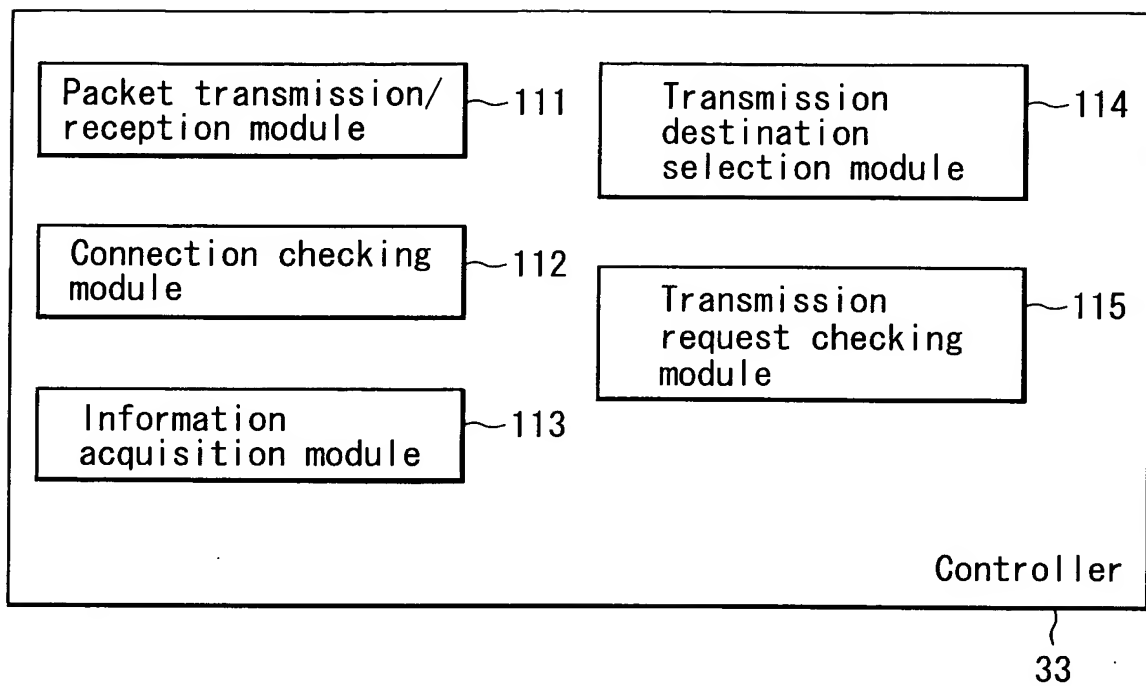 Packet transmission/
reception module
111
Connection checking
module
112
Information
acquisition module
113
Transmission
destination
selection module
114
Transmission
request checking
module
115
Controller
33